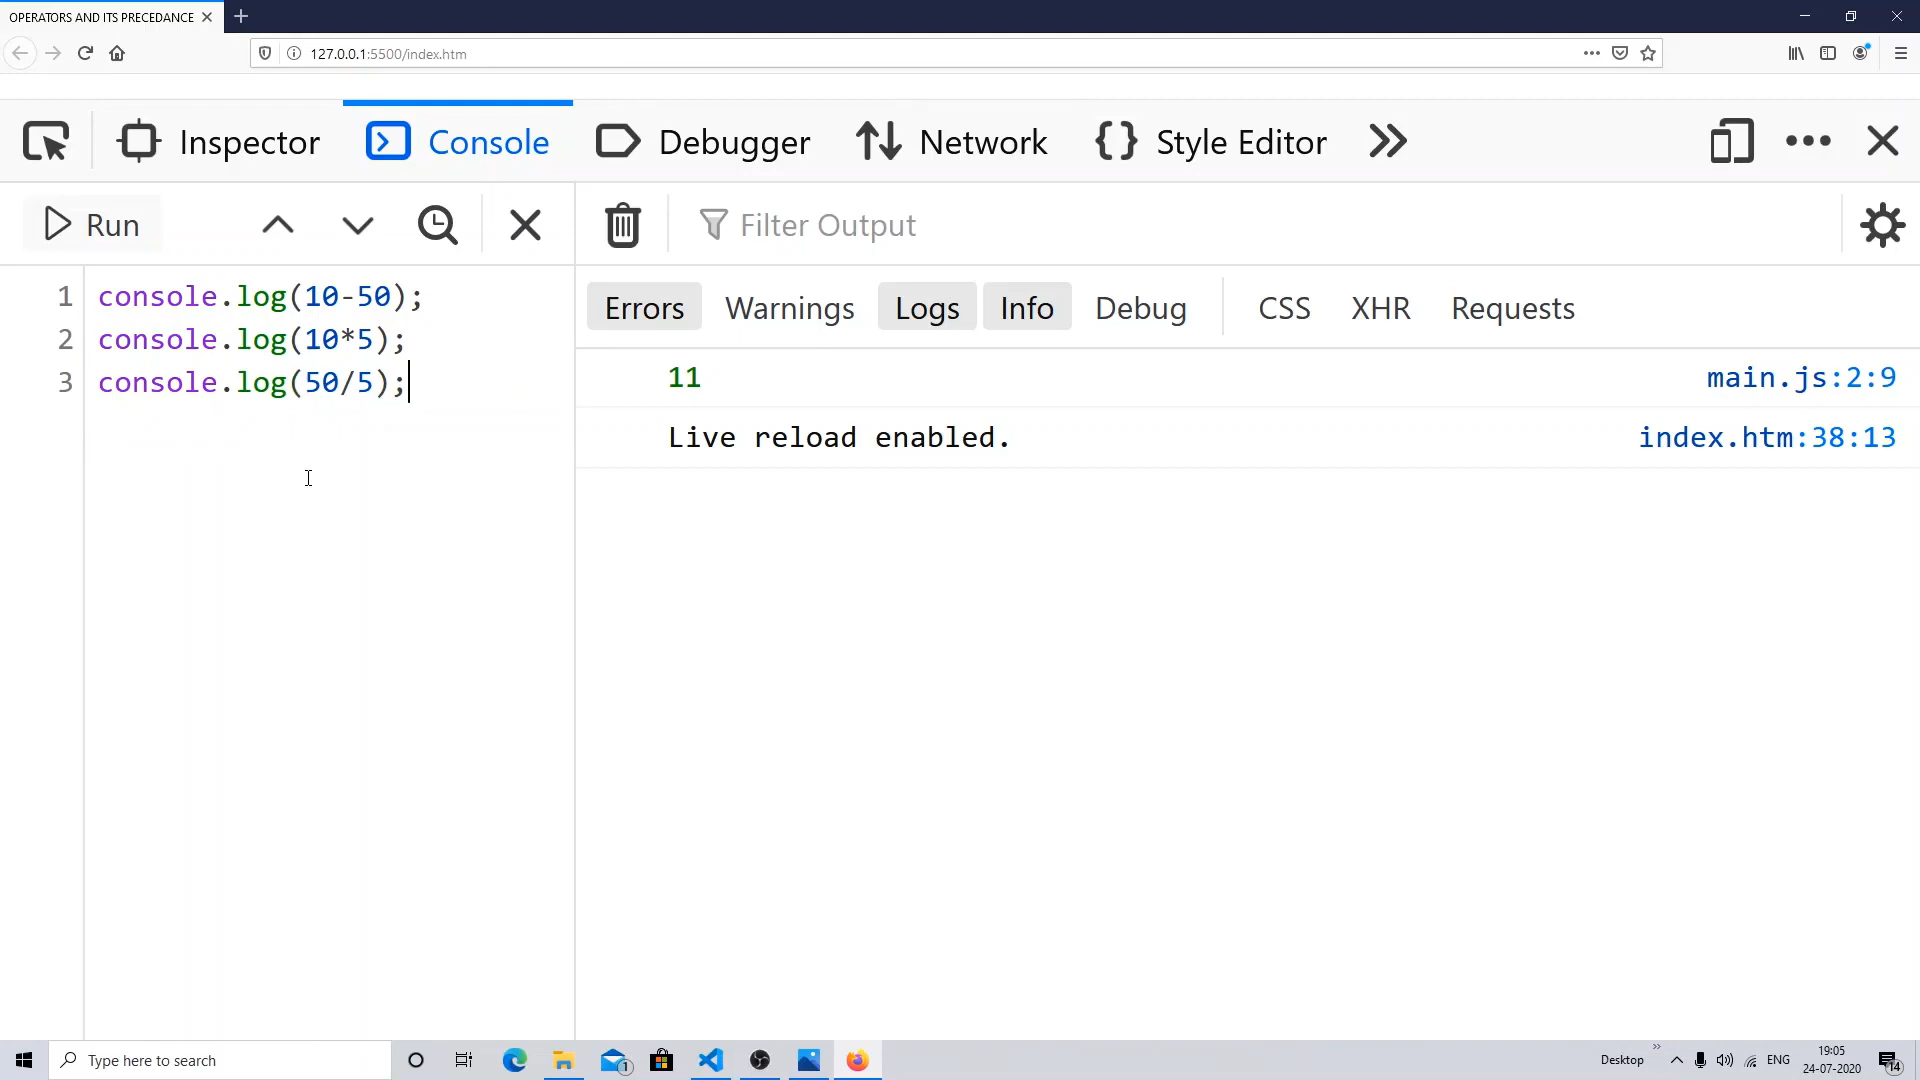 OPERATORS AND ITS PRECEDANCE
127.0.0.1:5500/index.htm
Inspector Console Debugger Network Style Editor
Run Filter Output
Errors Warnings Logs Info Debug CSS XHR Requests
1 console.log(10-50);
2 console.log(10*5);
3 console.log(50/5);
11 main.js:2:9
Live reload enabled. index.htm:38:13
Type here to search
1
Desktop
ENG
19:05
24-07-2020
14